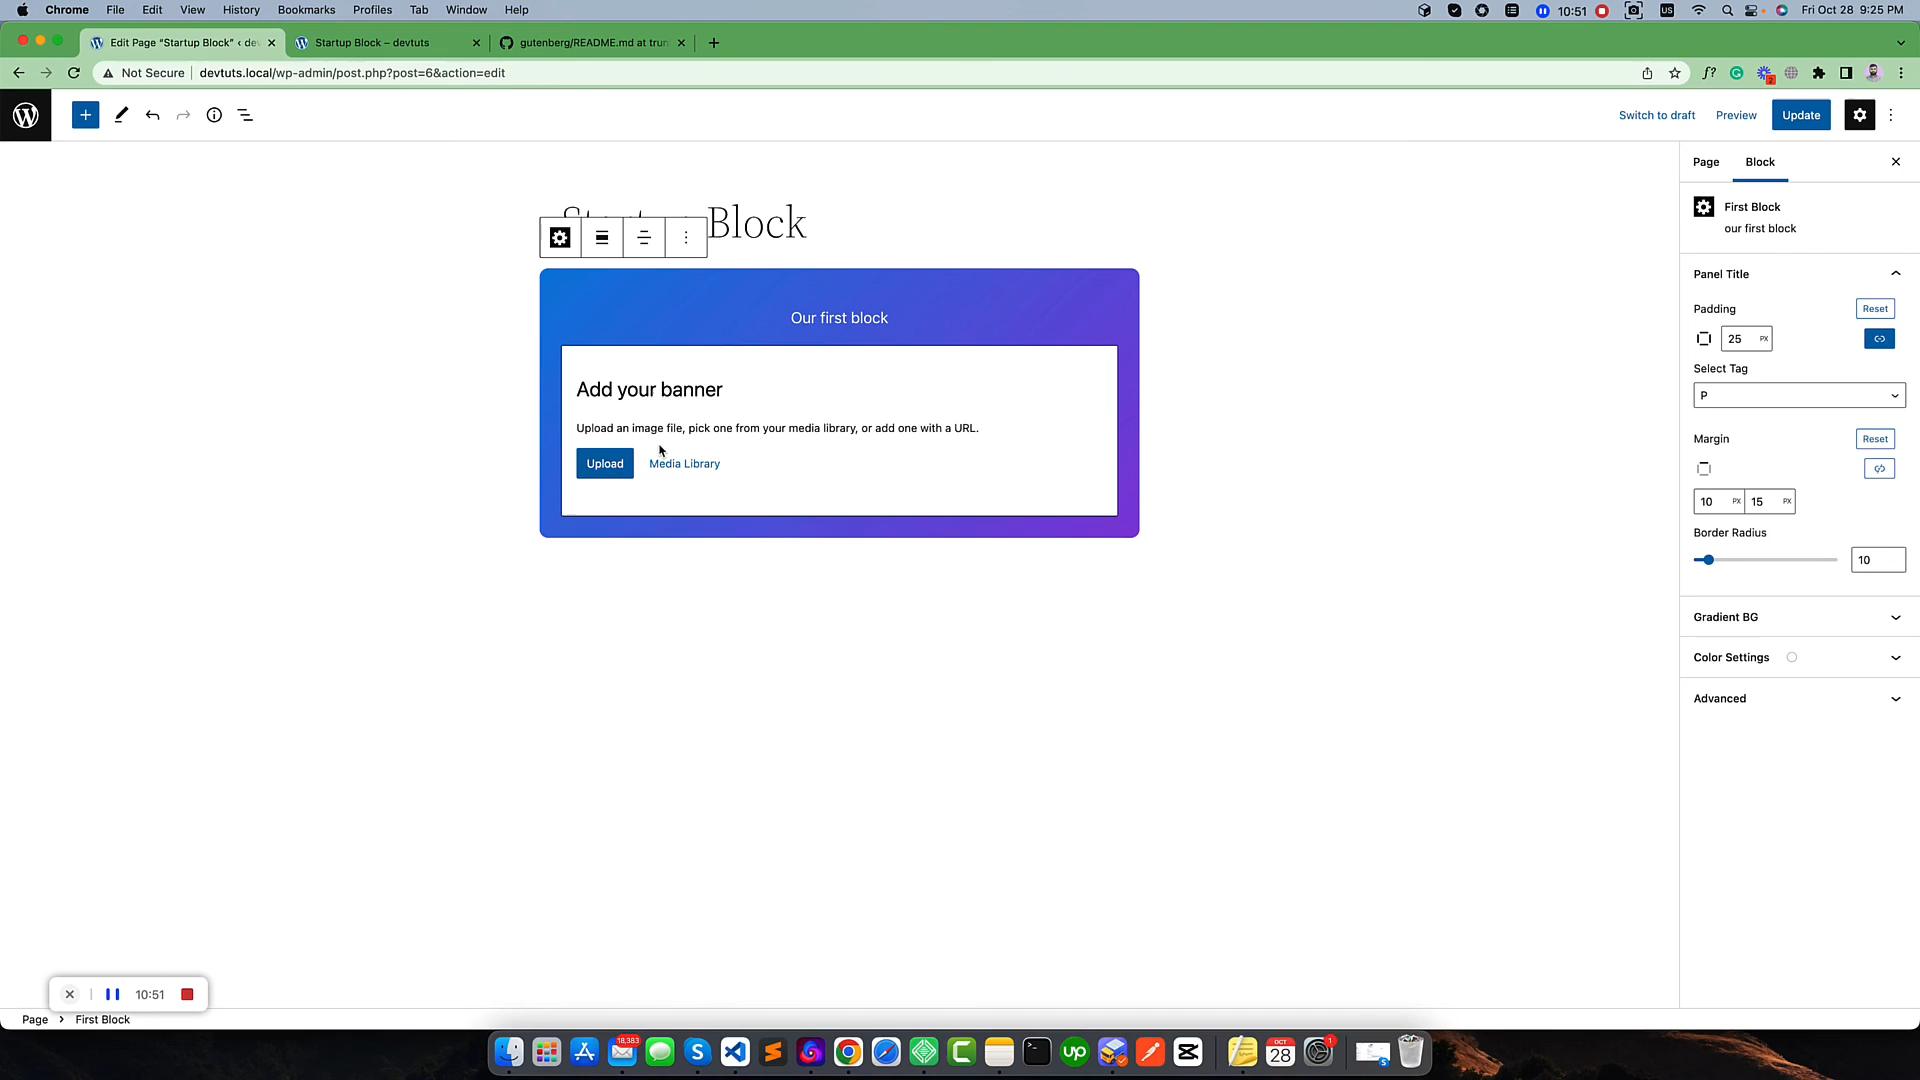 Chrome File Edit View History Bookmarks Profiles Tab Window Help 10:51 US Fri Oct 28 9:25 PM
Edit Page “Startup Block” ‹ dev
Startup Block – devtuts
gutenberg/README.md at trun
Not Secure devtuts.local/wp-admin/post.php?post=6&action=edit f? 2
Switch to draft Preview Update
Page Block
First Block
our first block
Block
Panel Title
Our first block
Padding Reset
25 PX
Select Tag
P
Add your banner
Upload an image file, pick one from your media library, or add one with a URL.
Upload Media Library
Margin Reset
10 PX 15 PX
Border Radius
10
Gradient BG
Color Settings
Advanced
10:51
Page First Block
18,383
up
OCT
28
1